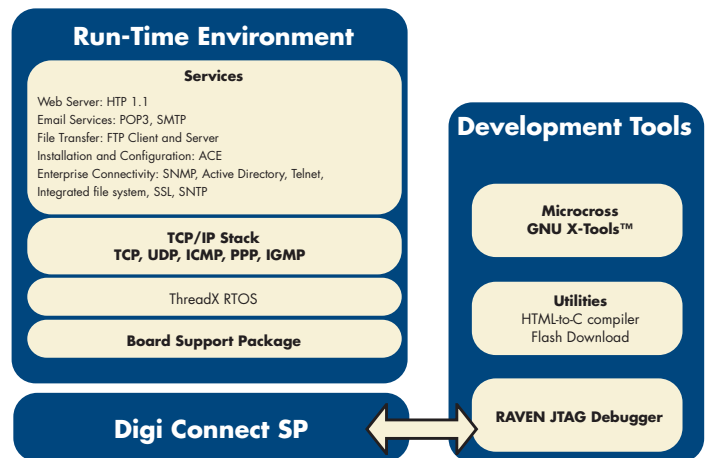 Run-Time Environment
Services
Web Server: HTP 1.1
Email Services: POP3, SMTP
File Transfer: FTP Client and Server
Installation and Configuration: ACE
Enterprise Connectivity: SNMP, Active Directory, Telnet,
Integrated file system, SSL, SNTP
TCP/IP Stack
TCP, UDP, ICMP, PPP, IGMP
ThreadX RTOS
Board Support Package
Digi Connect SP
Development Tools
Microcross
GNU X-Tools™
Utilities
HTML-to-C compiler
Flash Download
RAVEN JTAG Debugger